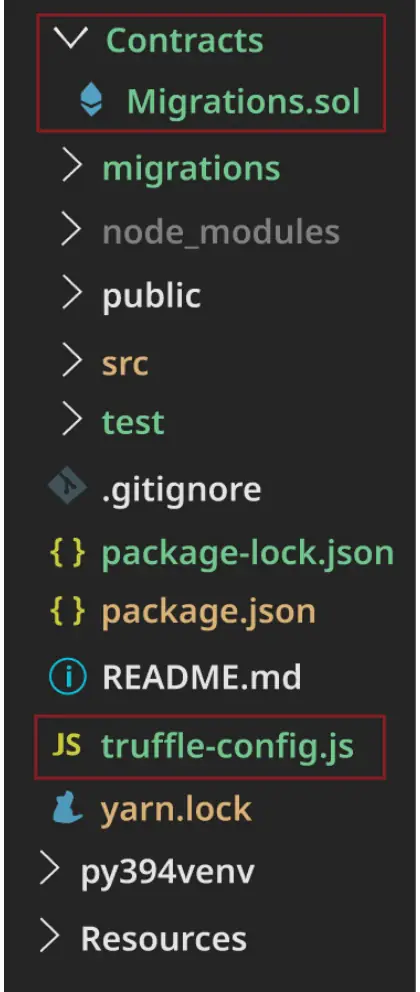 Contracts
Migrations.sol
migrations
node_modules
public
src
test
.gitignore
{ } package-lock.json
{ } package.json
i README.md
JS truffle-config.js
yarn.lock
py394venv
Resources